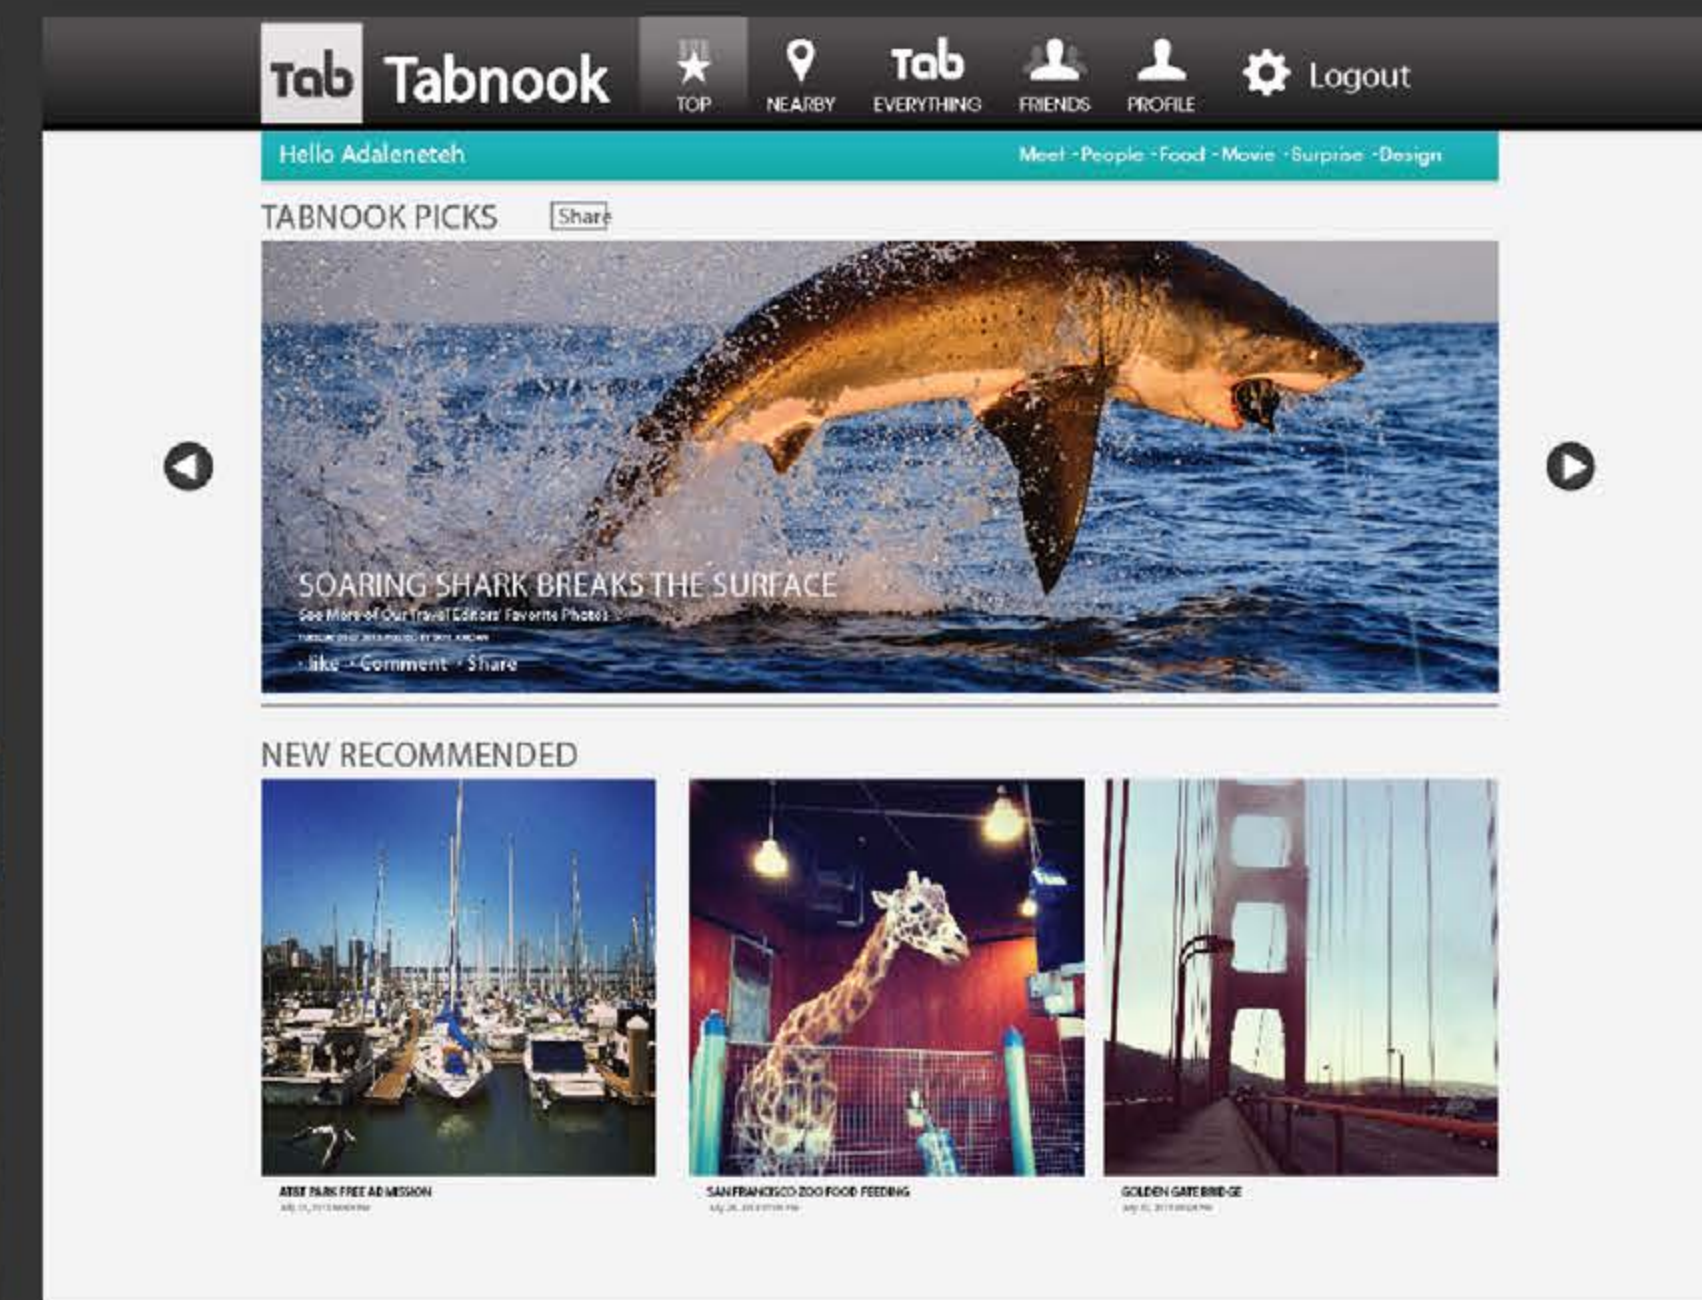 Tab Tabnook
TOP NEARBY Tab EVERYTHING FRIENDS PROFILE Logout
Hello Adaleneteh
Meet -People -Food -Movie -Surprise -Design
TABNOOK PICKS Share
SOARING SHARK BREAKS THE SURFACE
See More of Our Travel Editors' Favorite Photos
· like · Comment · Share
NEW RECOMMENDED
AT&T PARK FREE ADMISSION
SAN FRANCISCO ZOO FOOD FEEDING
GOLDEN GATE BRIDGE